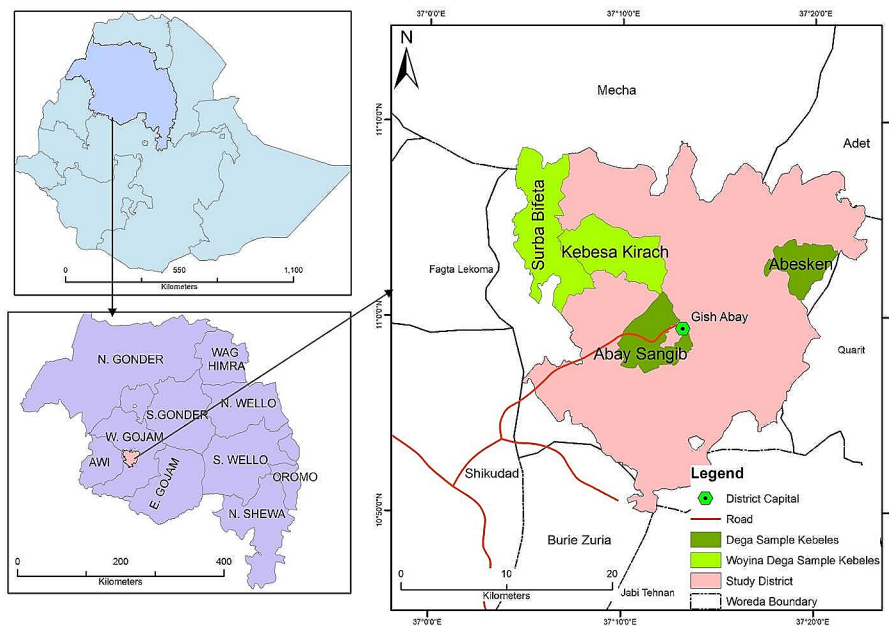 0 550 1,100
Kilometers
N. GONDER
WAG
HIMRA
S.GONDER
N. WELLO
W. GOJAM
AWI
E. GOJAM
S. WELLO
OROMO
N. SHEWA
0 200 400
Kilometers
37°0'0"E 37°10'0"E 37°20'0"E
N
Mecha
11°10'0"N
Adet
Surba Bifeta
Kebesa Kirach
Fagta Lekoma
Abesken
11°0'0"N
Gish Abay
Abay Sangib
Quarit
Shikudad
10°50'0"N
Burie Zuria
Jabi Tehnan
0 10 20
Kilometers
Legend
District Capital
Road
Dega Sample Kebeles
Woyina Dega Sample Kebeles
Study District
Woreda Boundary
37°0'0"E 37°10'0"E 37°20'0"E